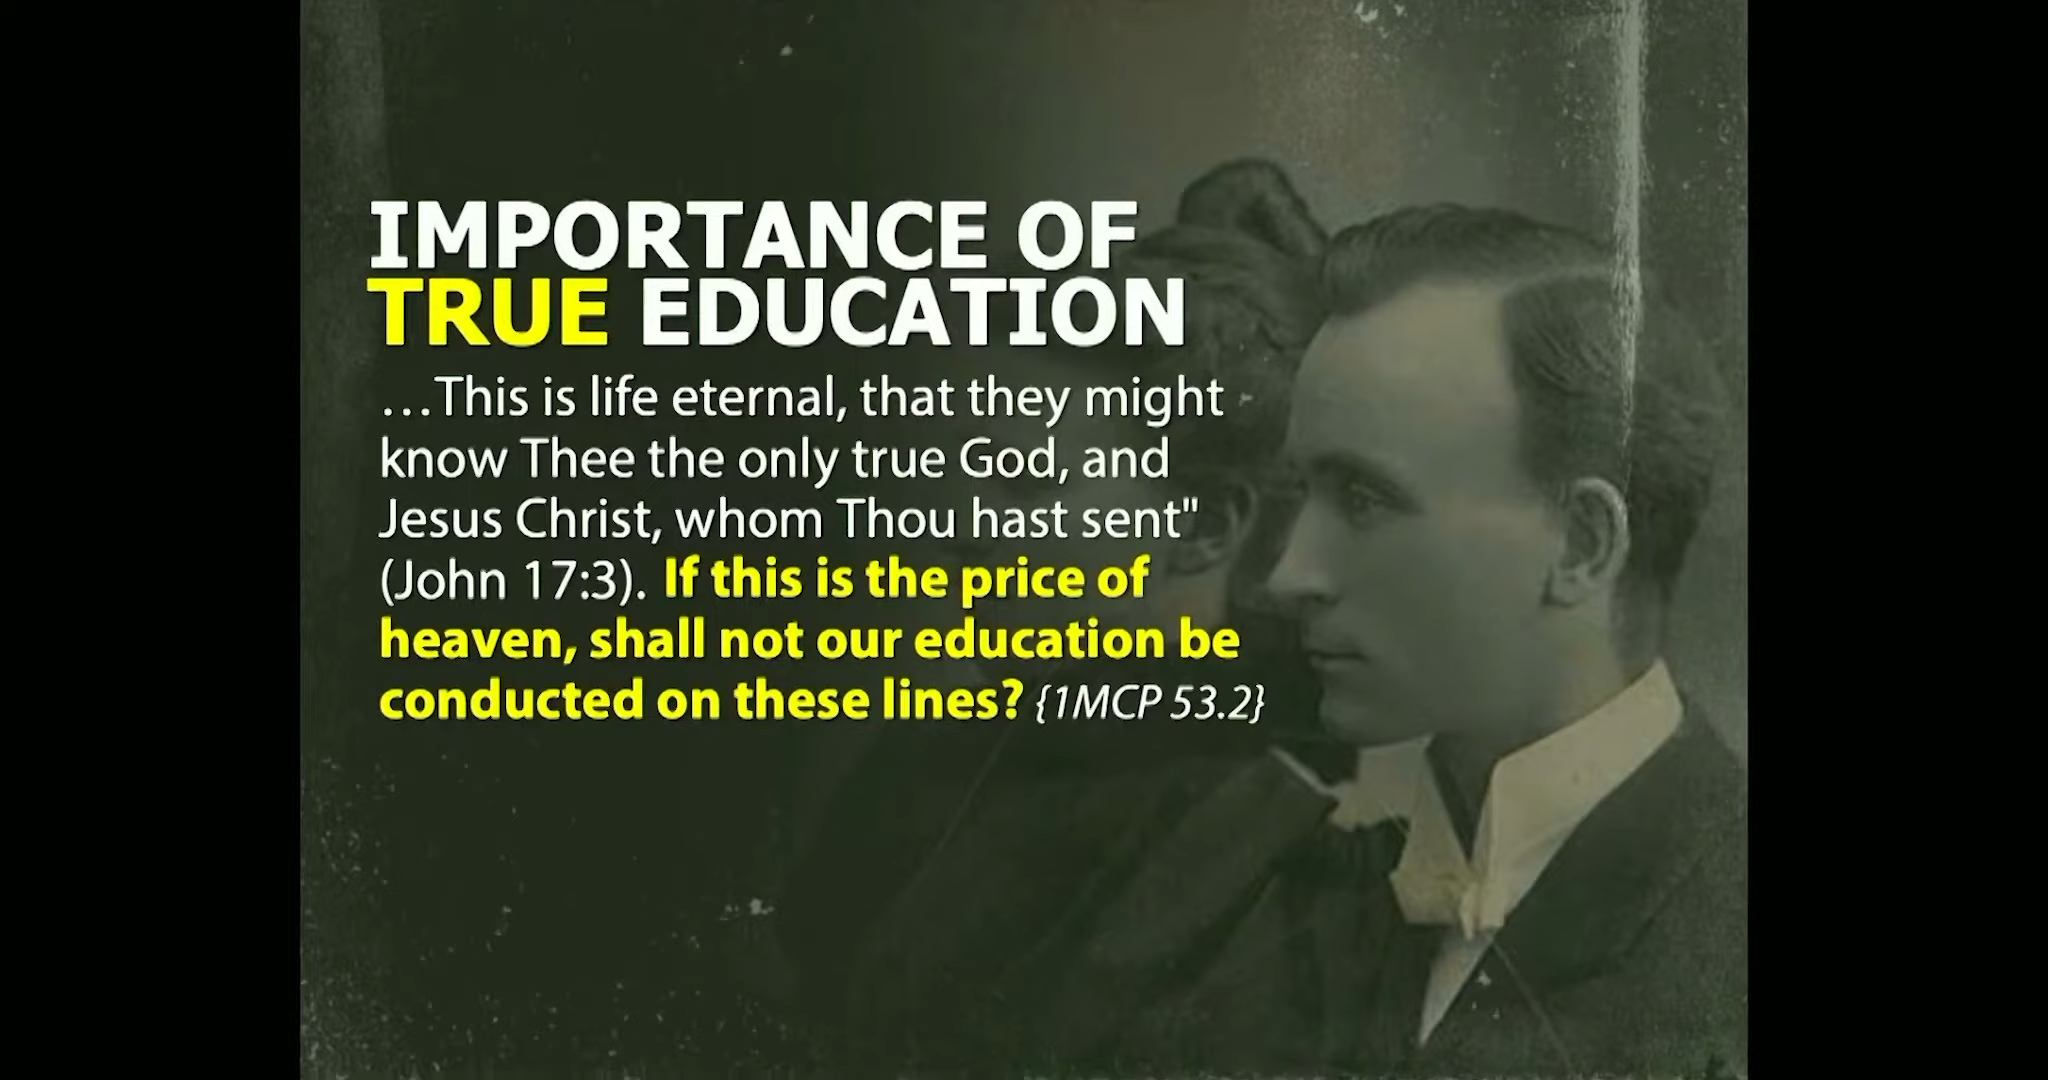 IMPORTANCE OF
TRUE EDUCATION
…This is life eternal, that they might
know Thee the only true God, and
Jesus Christ, whom Thou hast sent"
(John 17:3). If this is the price of
heaven, shall not our education be
conducted on these lines? {1MCP 53.2}